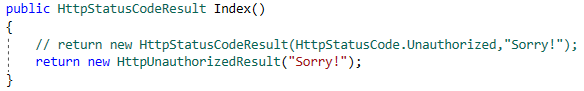 public HttpStatusCodeResult Index()
{
// return new HttpStatusCodeResult(HttpStatusCode.Unauthorized,"Sorry!");
return new HttpUnauthorizedResult("Sorry!");
}